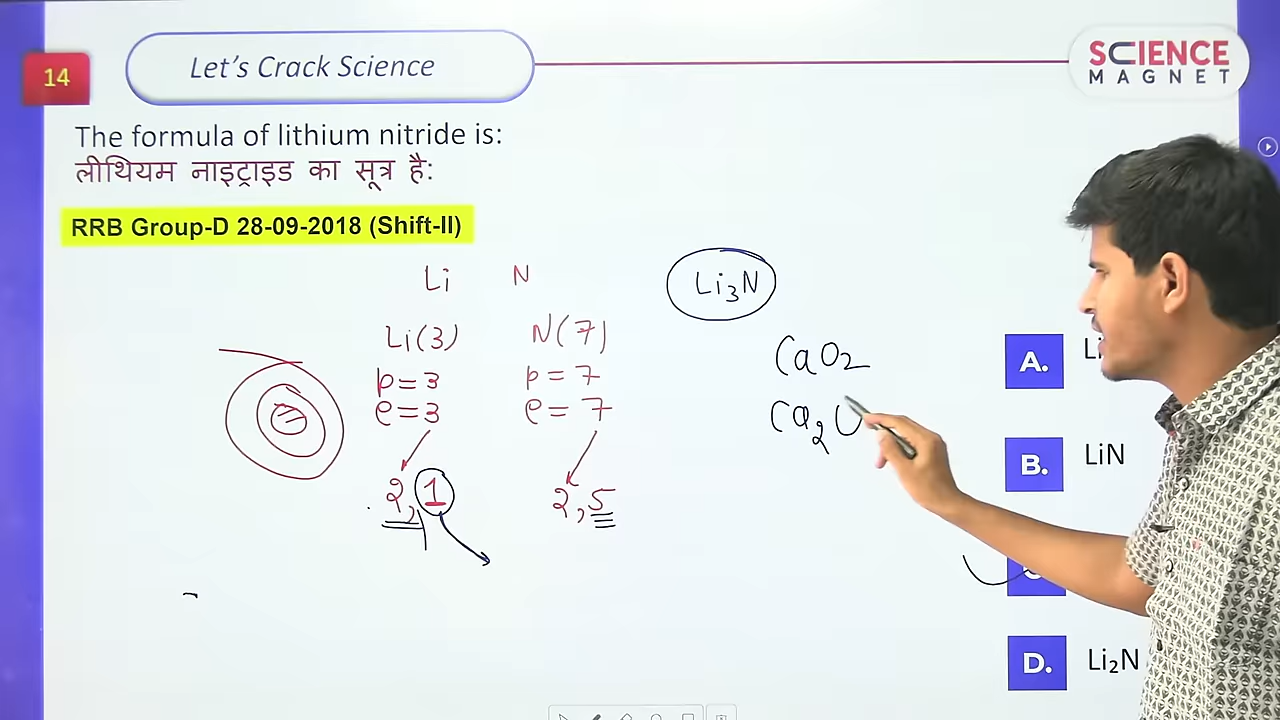 14
Let's Crack Science
SCIENCE
MAGNET
The formula of lithium nitride is:
लीथियम नाइट्राइड का सूत्र है:
RRB Group-D 28-09-2018 (Shift-II)
Li N
Li₃N
Li(3) N(7)
p=3 p=7
e=3 e=7
2,1 2,5
CaO₂
A.
B. LiN
D. Li₂N